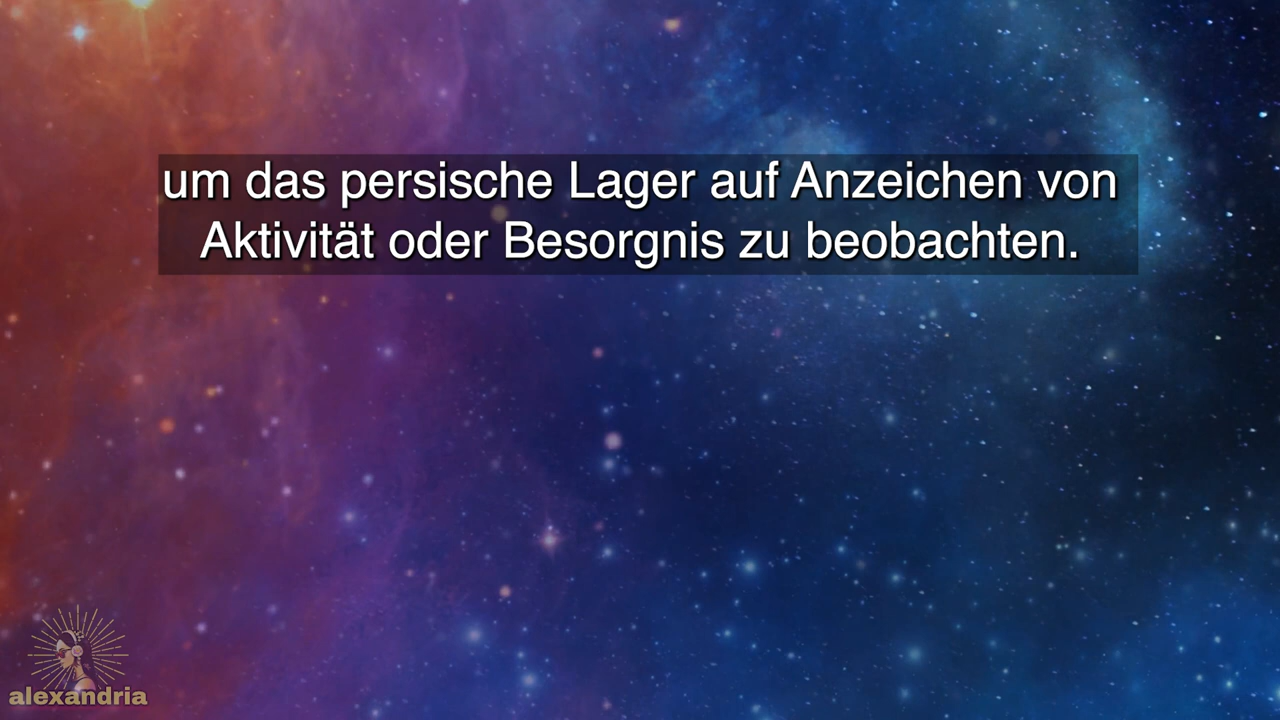 um das persische Lager auf Anzeichen von
Aktivität oder Besorgnis zu beobachten.
alexandria